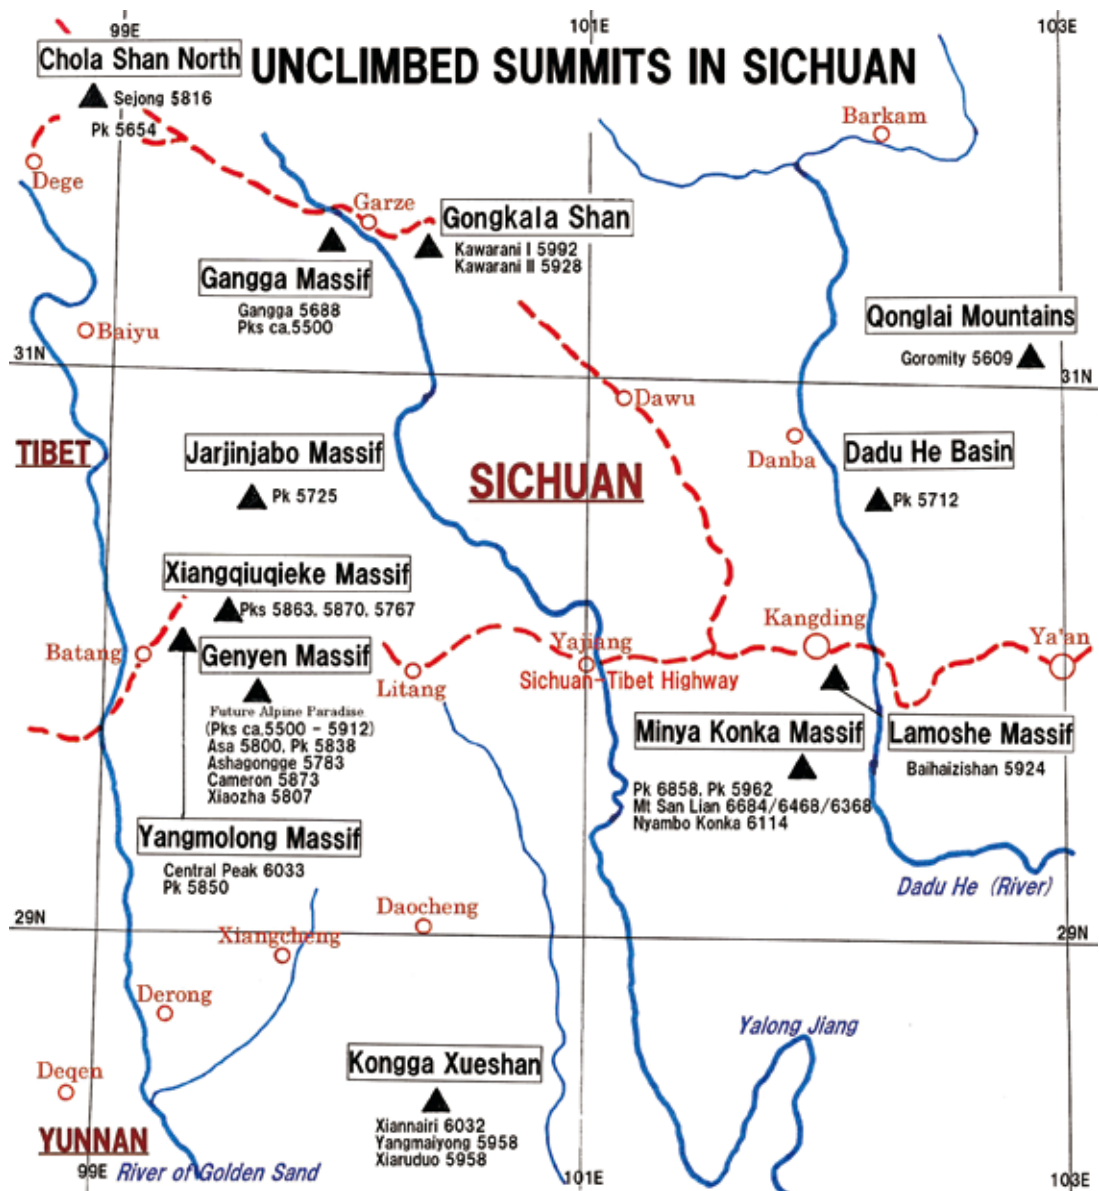 99E
101E
103E
UNCLIMBED SUMMITS IN SICHUAN
Chola Shan North
Sejong 5816
Pk 5654
Barkam
Dege
Garze
Gongkala Shan
Kawarani I 5992
Kawarani II 5928
Gangga Massif
Gangga 5688
Pks ca.5500
Qonglai Mountains
Goromity 5609
Baiyu
31N
31N
Dawu
TIBET
Jarjinjabo Massif
Pk 5725
SICHUAN
Danba
Dadu He Basin
Pk 5712
Xiangqiuqieke Massif
Pks 5863, 5870, 5767
Batang
Genyen Massif
Future Alpine Paradise
(Pks ca.5500 - 5912)
Asa 5800, Pk 5838
Ashagongge 5783
Cameron 5873
Xiaozha 5807
Litang
Yajiang
Sichuan-Tibet Highway
Kangding
Ya'an
Minya Konka Massif
Pk 6858, Pk 5962
Mt San Lian 6684/6468/6368
Nyambo Konka 6114
Lamoshe Massif
Baihaizishan 5924
Yangmolong Massif
Central Peak 6033
Pk 5850
Dadu He (River)
29N
29N
Daocheng
Xiangcheng
Derong
Yalong Jiang
Deqen
Kongga Xueshan
Xiannairi 6032
Yangmaiyong 5958
Xiaruduo 5958
YUNNAN
99E
River of Golden Sand
101E
103E